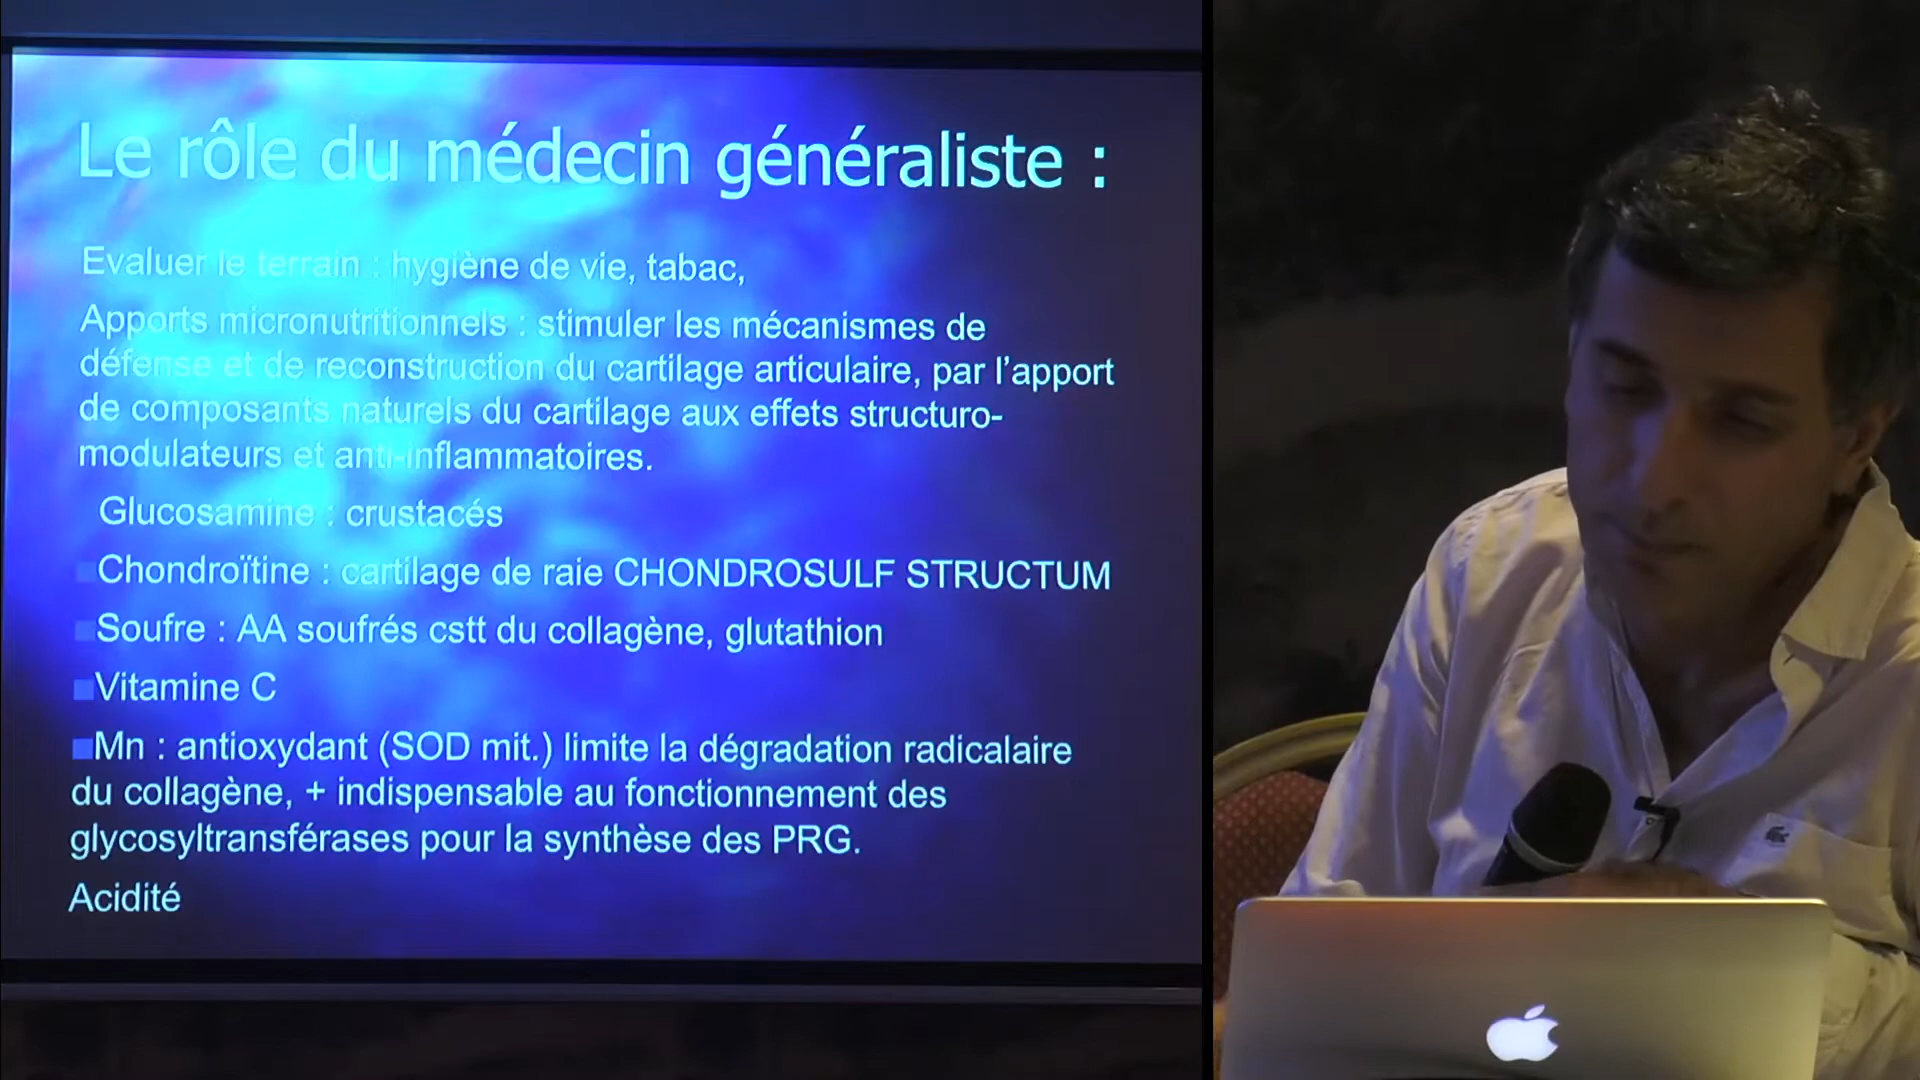 Le rôle du médecin généraliste :
Evaluer le terrain : hygiène de vie, tabac,
Apports micronutritionnels : stimuler les mécanismes de
défense et de reconstruction du cartilage articulaire, par l’apport
de composants naturels du cartilage aux effets structuro-
modulateurs et anti-inflammatoires.
Glucosamine : crustacés
Chondroïtine : cartilage de raie CHONDROSULF STRUCTUM
Soufre : AA soufrés cstt du collagène, glutathion
Vitamine C
Mn : antioxydant (SOD mit.) limite la dégradation radicalaire
du collagène, + indispensable au fonctionnement des
glycosyltransférases pour la synthèse des PRG.
Acidité